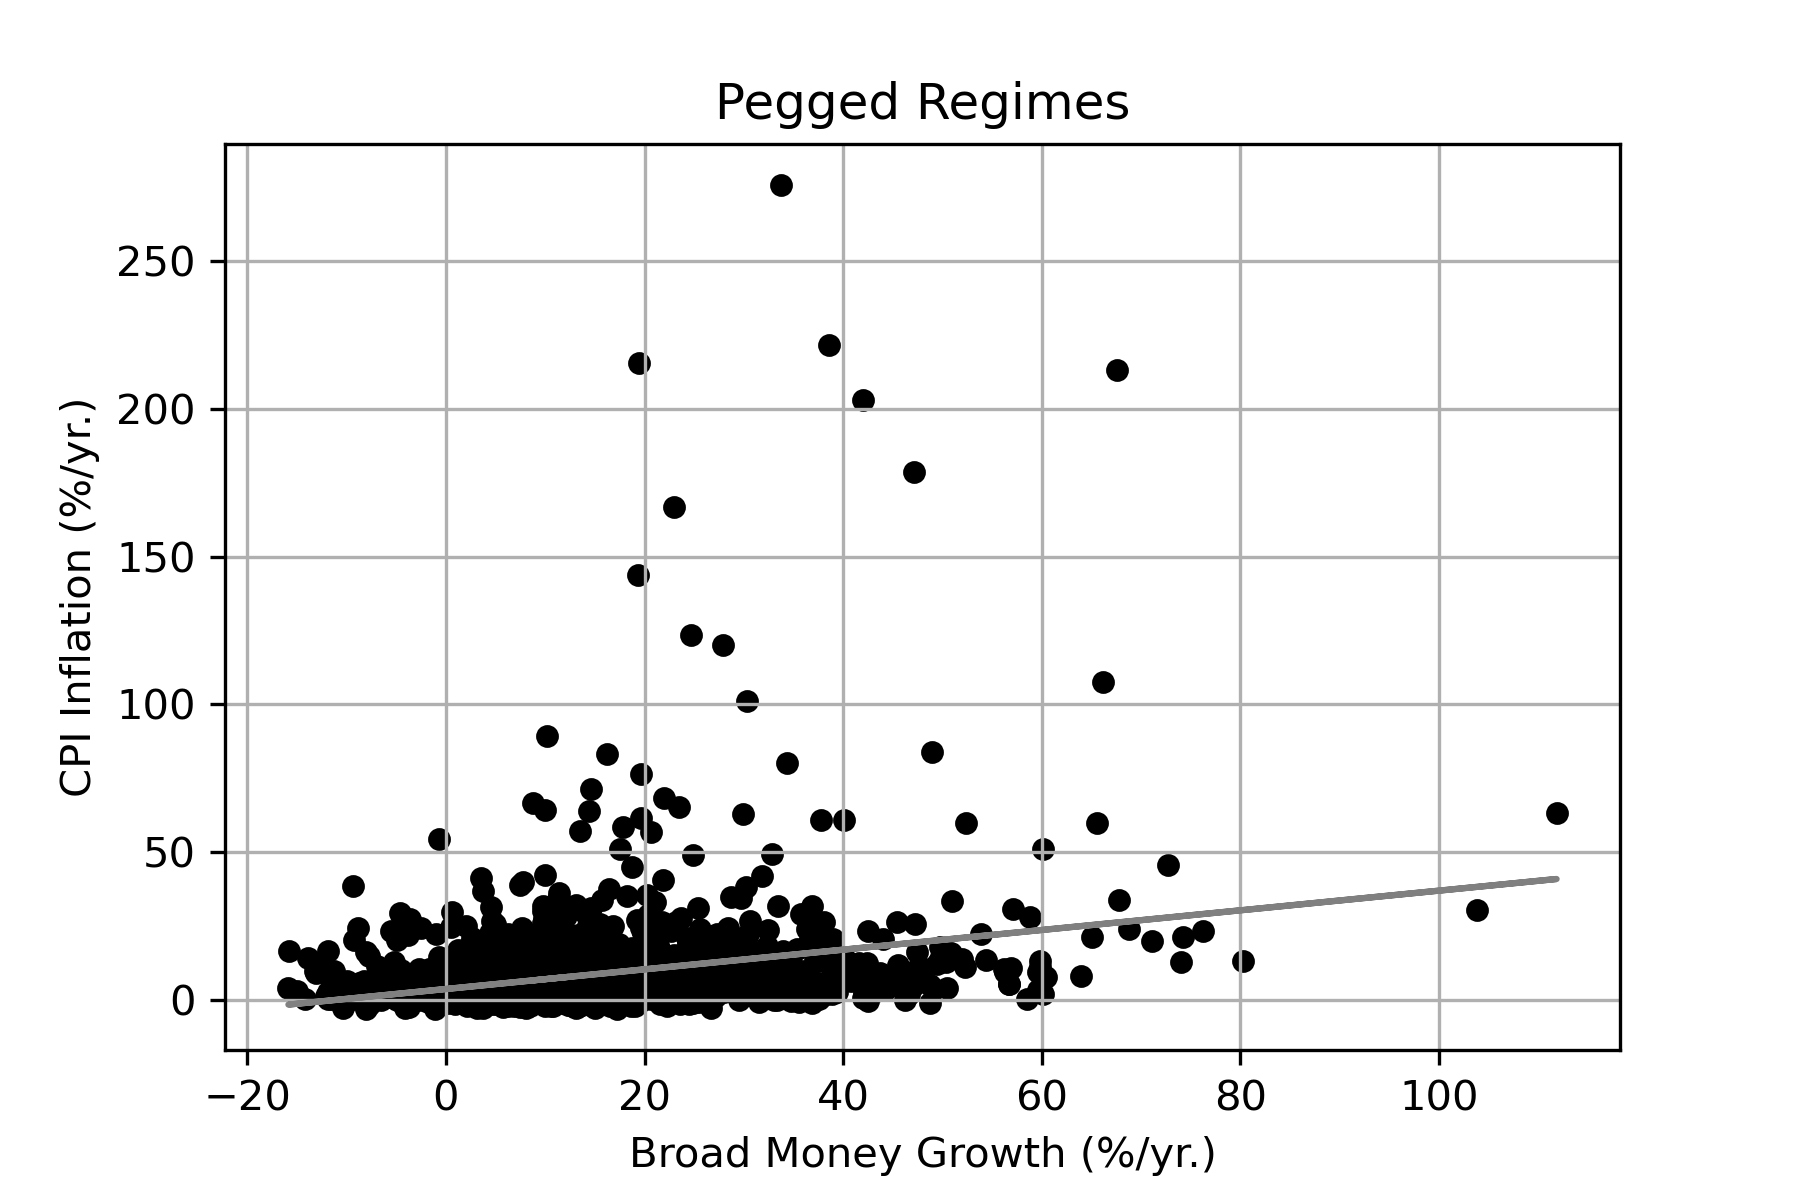 Pegged Regimes
CPI Inflation (%/yr.)
250
200
150
100
50
0
−20 0 20 40 60 80 100
Broad Money Growth (%/yr.)